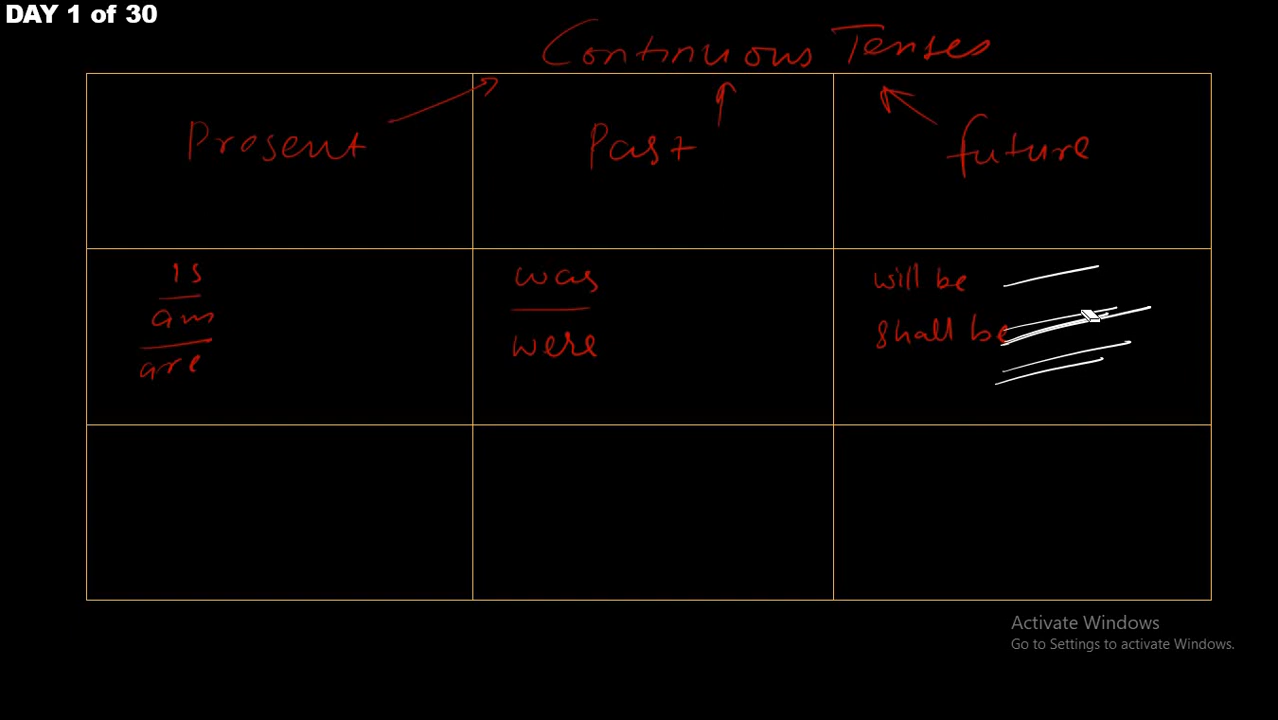 DAY 1 of 30
Continuous Tenses
Present
Past
future
is
am
are
was
were
will be
shall be
Activate Windows
Go to Settings to activate Windows.